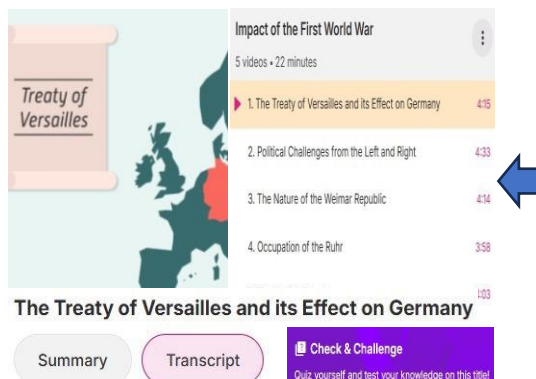 Treaty of
Versailles
Impact of the First World War
5 videos • 22 minutes
1. The Treaty of Versailles and its Effect on Germany 4:15
2. Political Challenges from the Left and Right 4:33
3. The Nature of the Weimar Republic 4:14
4. Occupation of the Ruhr 3:58
The Treaty of Versailles and its Effect on Germany
Summary
Transcript
Check & Challenge
Quiz yourself and test your knowledge on this title!